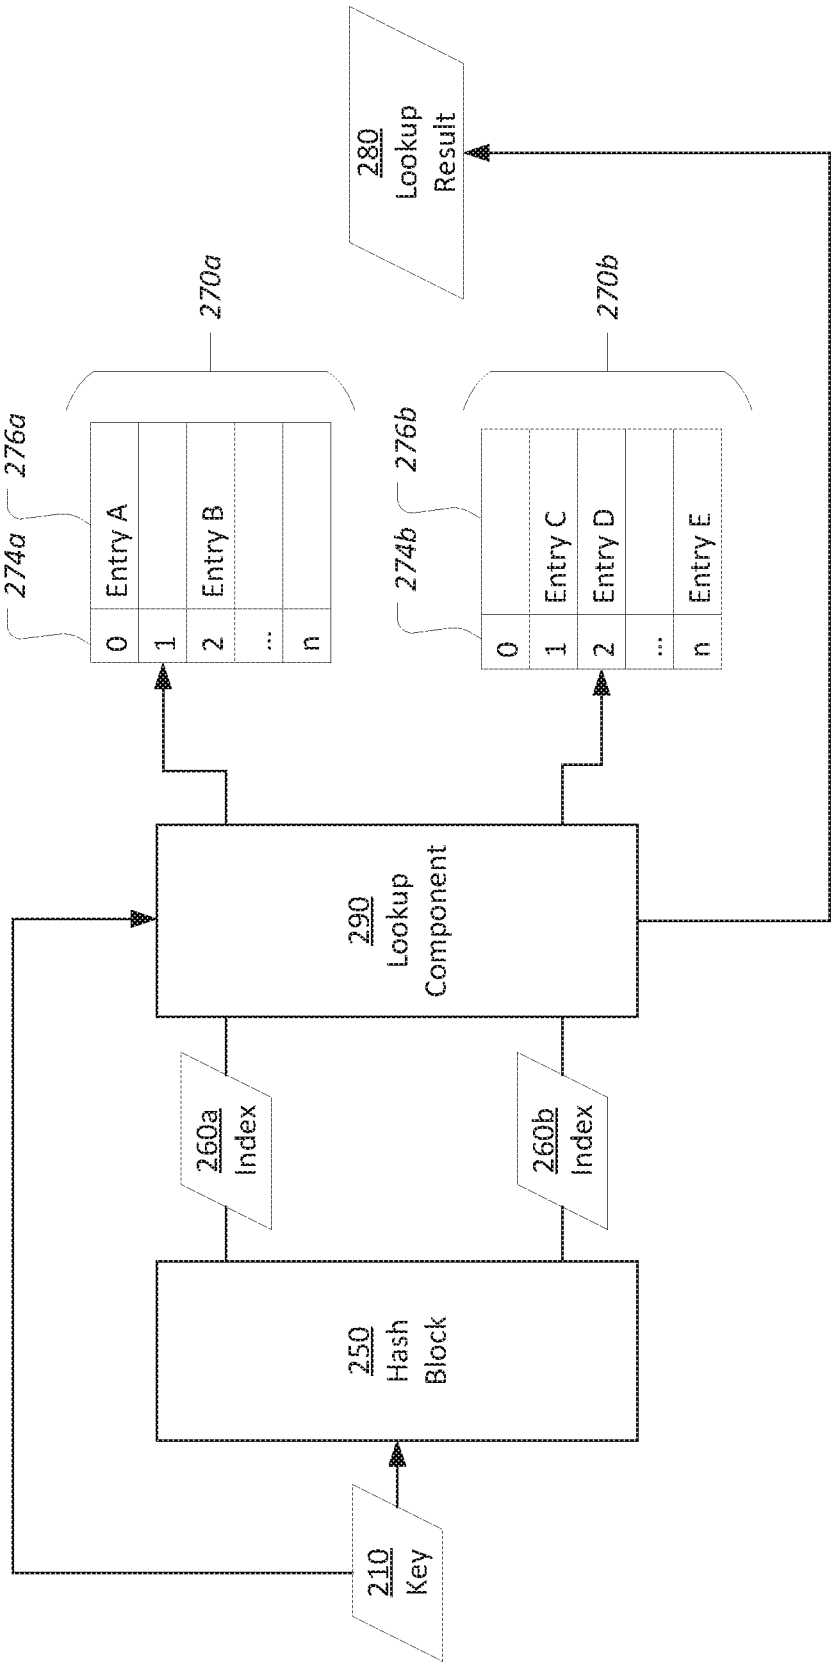 210
Key
250
Hash
Block
260a
Index
260b
Index
290
Lookup
Component
274a
276a
0 Entry A
1
2 Entry B
...
n
270a
274b
276b
0
1 Entry C
2 Entry D
...
n Entry E
270b
280
Lookup
Result